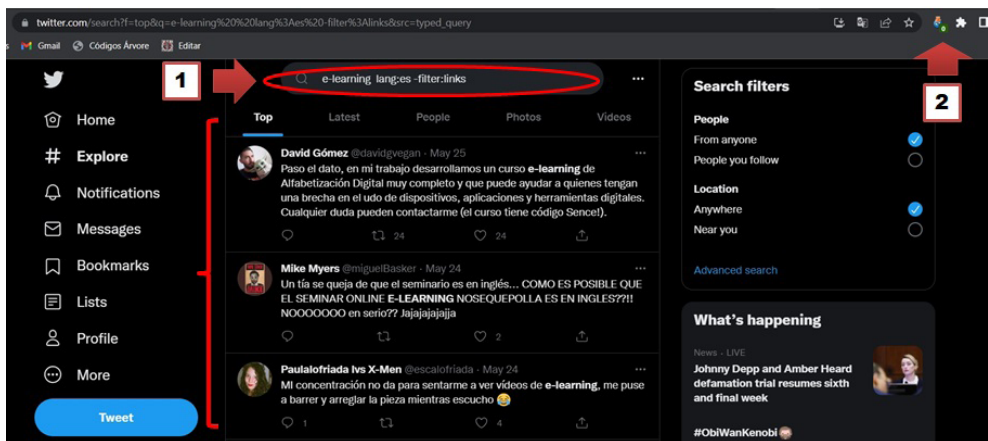 twitter.com/search?f=top&q=e-learning%20%20lang%3Aes%20-filter%3Alinks&src=typed_query
s Gmail Códigos Árvore Editar
1
e-learning lang:es -filter:links
2
Home
Explore
Notifications
Messages
Bookmarks
Lists
Profile
More
Tweet
Top Latest People Photos Videos
David Gómez @davidgvegan · May 25
Paso el dato, en mi trabajo desarrollamos un curso e-learning de
Alfabetización Digital muy completo y que puede ayudar a quienes tengan
una brecha en el udo de dispositivos, aplicaciones y herramientas digitales.
Cualquier duda pueden contactarme (el curso tiene código Sence!).
24 24
Mike Myers @miguelBasker · May 24
Un tía se queja de que el seminario es en inglés... COMO ES POSIBLE QUE
EL SEMINAR ONLINE E-LEARNING NOSEQUEPOLLA ES EN INGLES??!!
NOOOOOOO en serio?? Jajajajajajja
2
Paulalofriada lvs X-Men @escalofriada · May 24
MI concentración no da para sentarme a ver vídeos de e-learning, me puse
a barrer y arreglar la pieza mientras escucho 😂
1 4
Search filters
People
From anyone
People you follow
Location
Anywhere
Near you
Advanced search
What's happening
News · LIVE
Johnny Depp and Amber Heard
defamation trial resumes sixth
and final week
#ObiWanKenobi